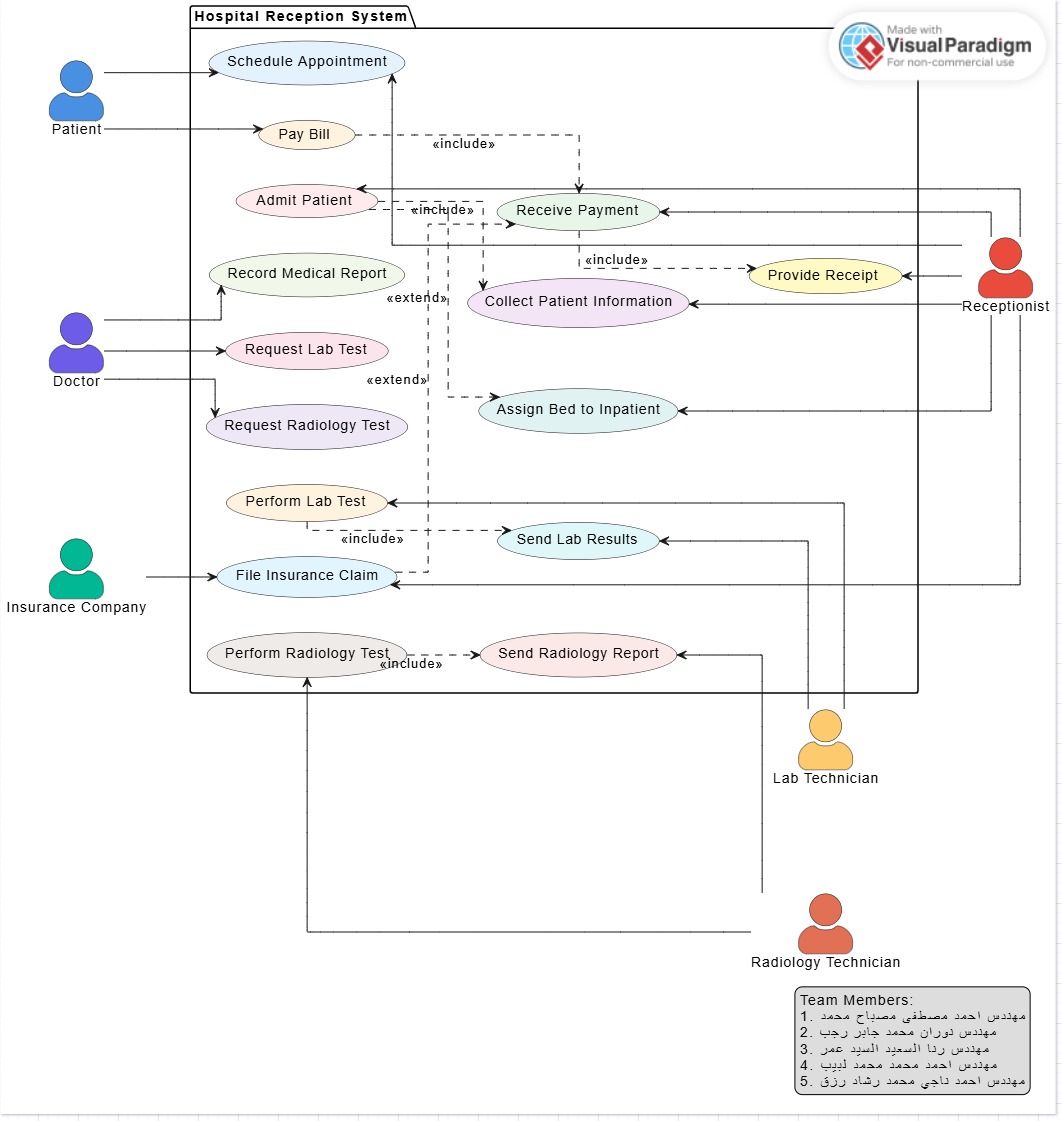 Hospital Reception System
Made with
Visual Paradigm
For non-commercial use
Schedule Appointment
Patient
Pay Bill
«include»
Admit Patient
«include»
Receive Payment
Record Medical Report
«include»
Provide Receipt
«extend»
Collect Patient Information
Receptionist
Doctor
Request Lab Test
«extend»
Assign Bed to Inpatient
Request Radiology Test
Perform Lab Test
«include»
Send Lab Results
Insurance Company
File Insurance Claim
Perform Radiology Test
«include»
Send Radiology Report
Lab Technician
Radiology Technician
Team Members:
1. مهندس احمد مصطفى مصباح محمد
2. مهندس نوران محمد جابر رجب
3. مهندس رنا السعيد السيد عمر
4. مهندس احمد محمد محمد لبيب
5. مهندس احمد ناجي محمد رشاد رزق